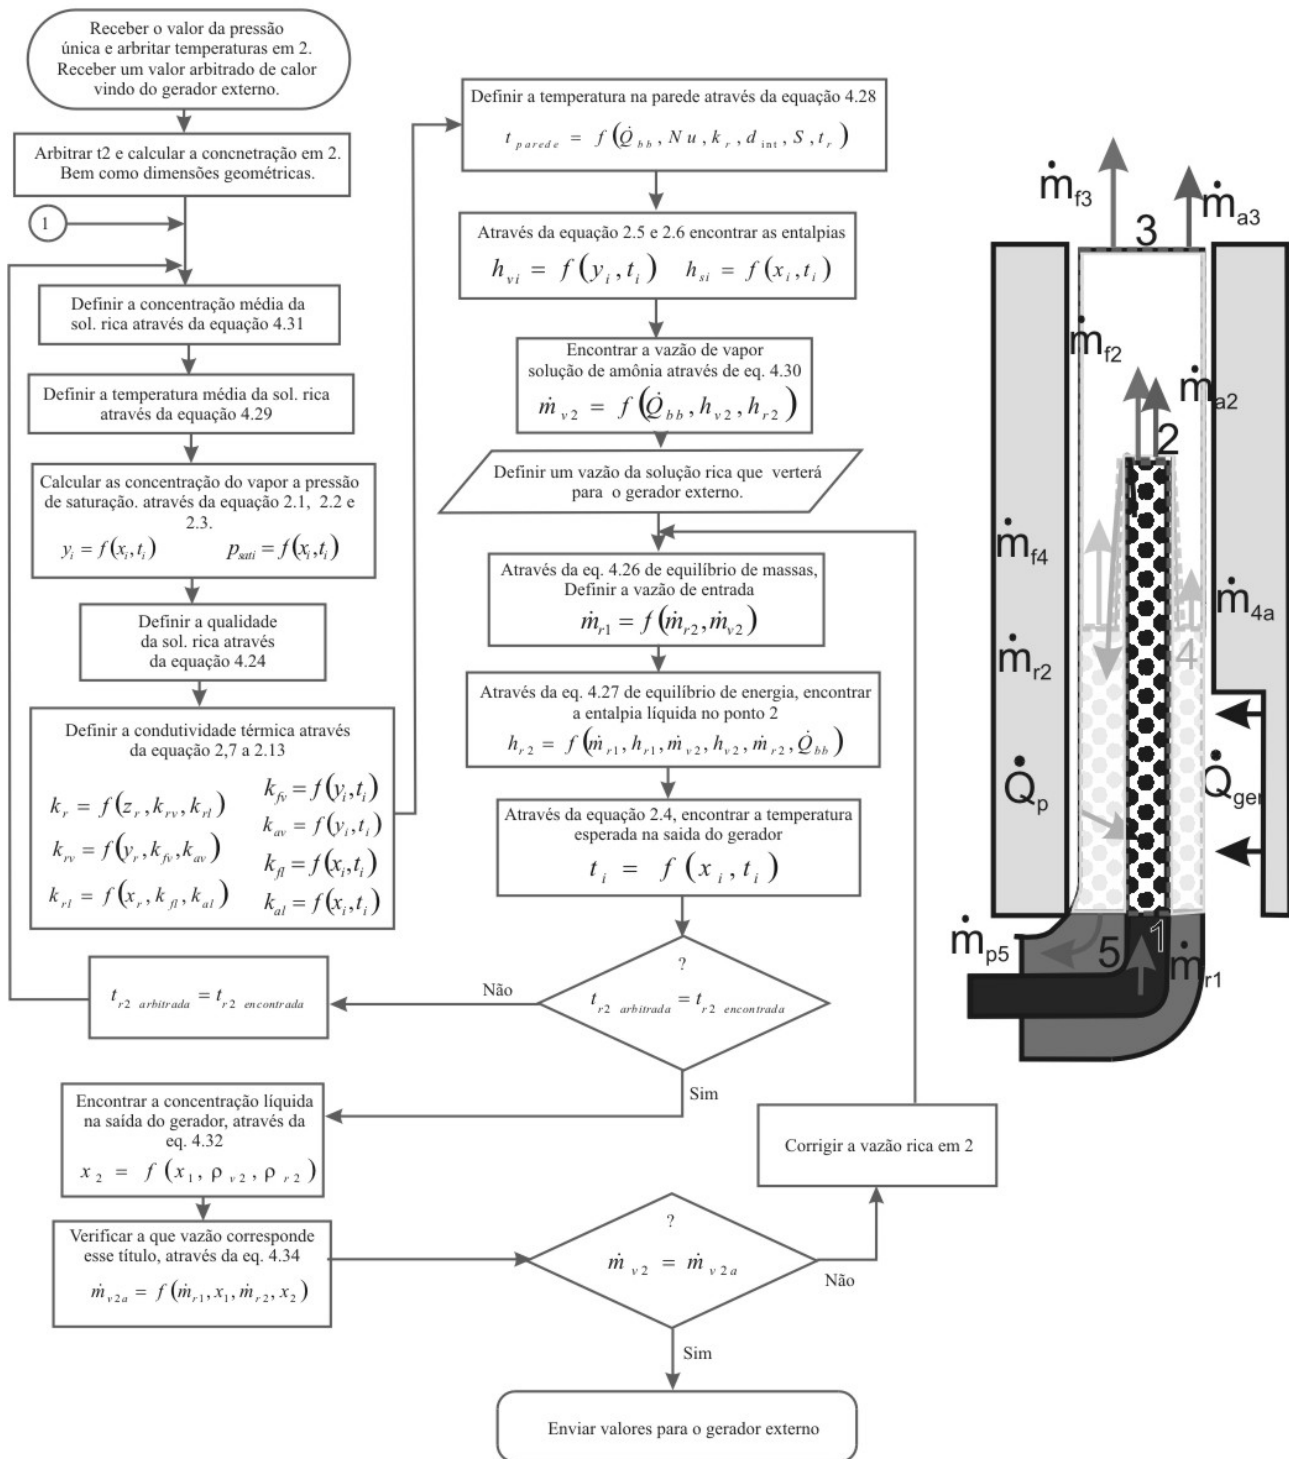 Receber o valor da pressão
única e arbritar temperaturas em 2.
Receber um valor arbitrado de calor
vindo do gerador externo.
Arbitrar t2 e calcular a concnetração em 2.
Bem como dimensões geométricas.
1
Definir a concentração média da
sol. rica através da equação 4.31
Definir a temperatura média da sol. rica
através da equação 4.29
Calcular as concentração do vapor a pressão
de saturação. através da equação 2.1, 2.2 e
2.3.
y_i = f(x_i, t_i) p_sati = f(x_i, t_i)
Definir a qualidade
da sol. rica através
da equação 4.24
Definir a condutividade térmica através
da equação 2,7 a 2.13
k_r = f(z_r, k_rv, k_rl)
k_rv = f(y_r, k_fv, k_av)
k_rl = f(x_r, k_fl, k_al)
k_fv = f(y_i, t_i)
k_av = f(y_i, t_i)
k_fl = f(x_i, t_i)
k_al = f(x_i, t_i)
Definir a temperatura na parede através da equação 4.28
t_parede = f(Q̇_bb, Nu, k_r, d_int, S, t_r)
Através da equação 2.5 e 2.6 encontrar as entalpias
h_vi = f(y_i, t_i) h_si = f(x_i, t_i)
Encontrar a vazão de vapor
solução de amônia através de eq. 4.30
ṁ_v2 = f(Q̇_bb, h_v2, h_r2)
Definir um vazão da solução rica que verterá
para o gerador externo.
Através da eq. 4.26 de equilíbrio de massas,
Definir a vazão de entrada
ṁ_r1 = f(ṁ_r2, ṁ_v2)
Através da eq. 4.27 de equilíbrio de energia, encontrar
a entalpia líquida no ponto 2
h_r2 = f(ṁ_r1, h_r1, ṁ_v2, h_v2, ṁ_r2, Q̇_bb)
Através da equação 2.4, encontrar a temperatura
esperada na saida do gerador
t_i = f(x_i, t_i)
?
t_r2 arbitrada = t_r2 encontrada
Não
t_r2 arbitrada = t_r2 encontrada
Sim
Encontrar a concentração líquida
na saída do gerador, através da
eq. 4.32
x_2 = f(x_1, ρ_v2, ρ_r2)
Verificar a que vazão corresponde
esse título, através da eq. 4.34
ṁ_v2a = f(ṁ_r1, x_1, ṁ_r2, x_2)
?
ṁ_v2 = ṁ_v2a
Não
Corrigir a vazão rica em 2
Sim
Enviar valores para o gerador externo
ṁ_f3
ṁ_a3
3
ṁ_f2
ṁ_a2
2
ṁ_f4
ṁ_4a
ṁ_r2
4
Q̇_p
Q̇_ger
ṁ_p5
5
1
ṁ_r1